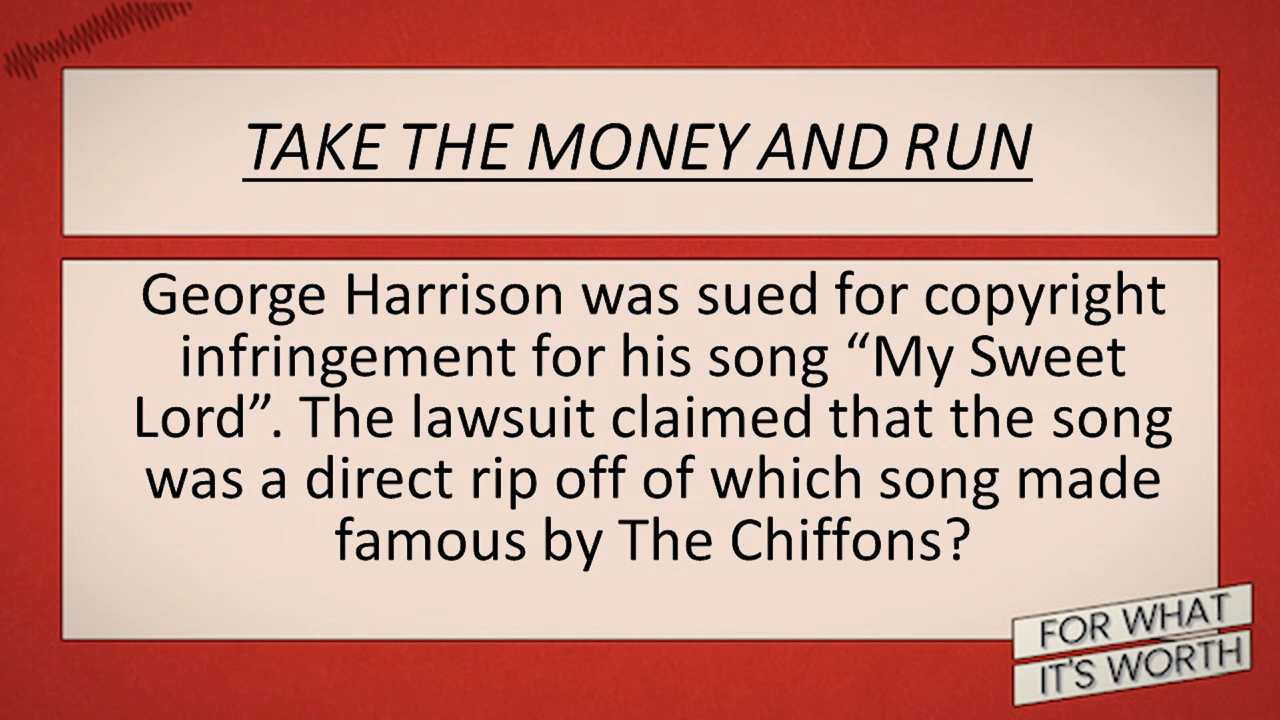 TAKE THE MONEY AND RUN
George Harrison was sued for copyright
infringement for his song “My Sweet
Lord”. The lawsuit claimed that the song
was a direct rip off of which song made
famous by The Chiffons?
FOR WHAT
IT'S WORTH